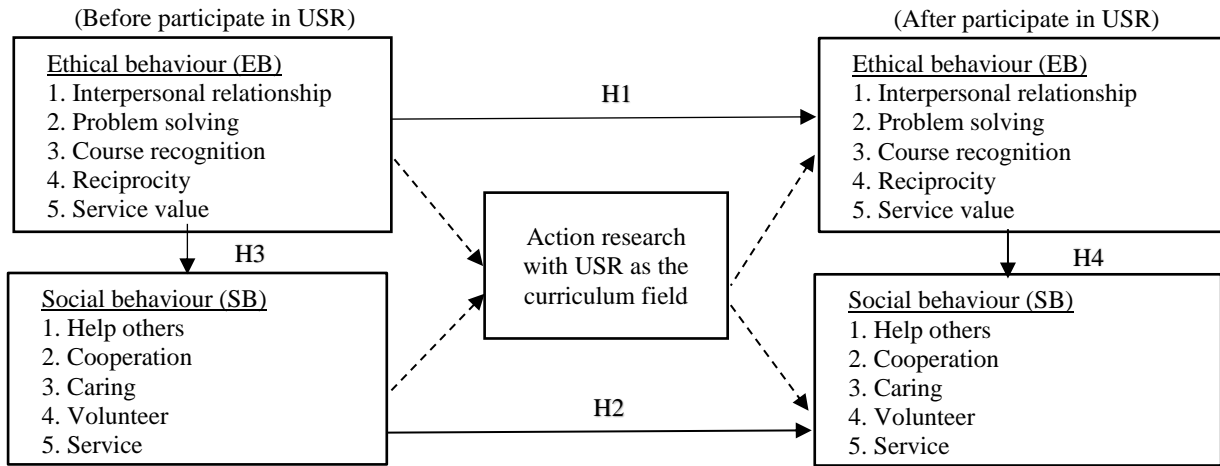 (Before participate in USR)
(After participate in USR)
Ethical behaviour (EB)
1. Interpersonal relationship
2. Problem solving
3. Course recognition
4. Reciprocity
5. Service value
H1
Ethical behaviour (EB)
1. Interpersonal relationship
2. Problem solving
3. Course recognition
4. Reciprocity
5. Service value
Action research
with USR as the
curriculum field
H3
H4
Social behaviour (SB)
1. Help others
2. Cooperation
3. Caring
4. Volunteer
5. Service
H2
Social behaviour (SB)
1. Help others
2. Cooperation
3. Caring
4. Volunteer
5. Service